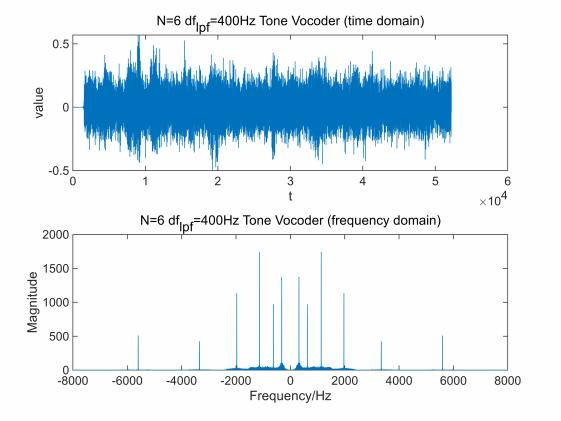 N=6 df_lpf=400Hz Tone Vocoder (time domain)
0.5
value
0
-0.5
0 1 2 3 4 5 6
t
×10^4
N=6 df_lpf=400Hz Tone Vocoder (frequency domain)
2000
1500
Magnitude
1000
500
0
-8000 -6000 -4000 -2000 0 2000 4000 6000 8000
Frequency/Hz